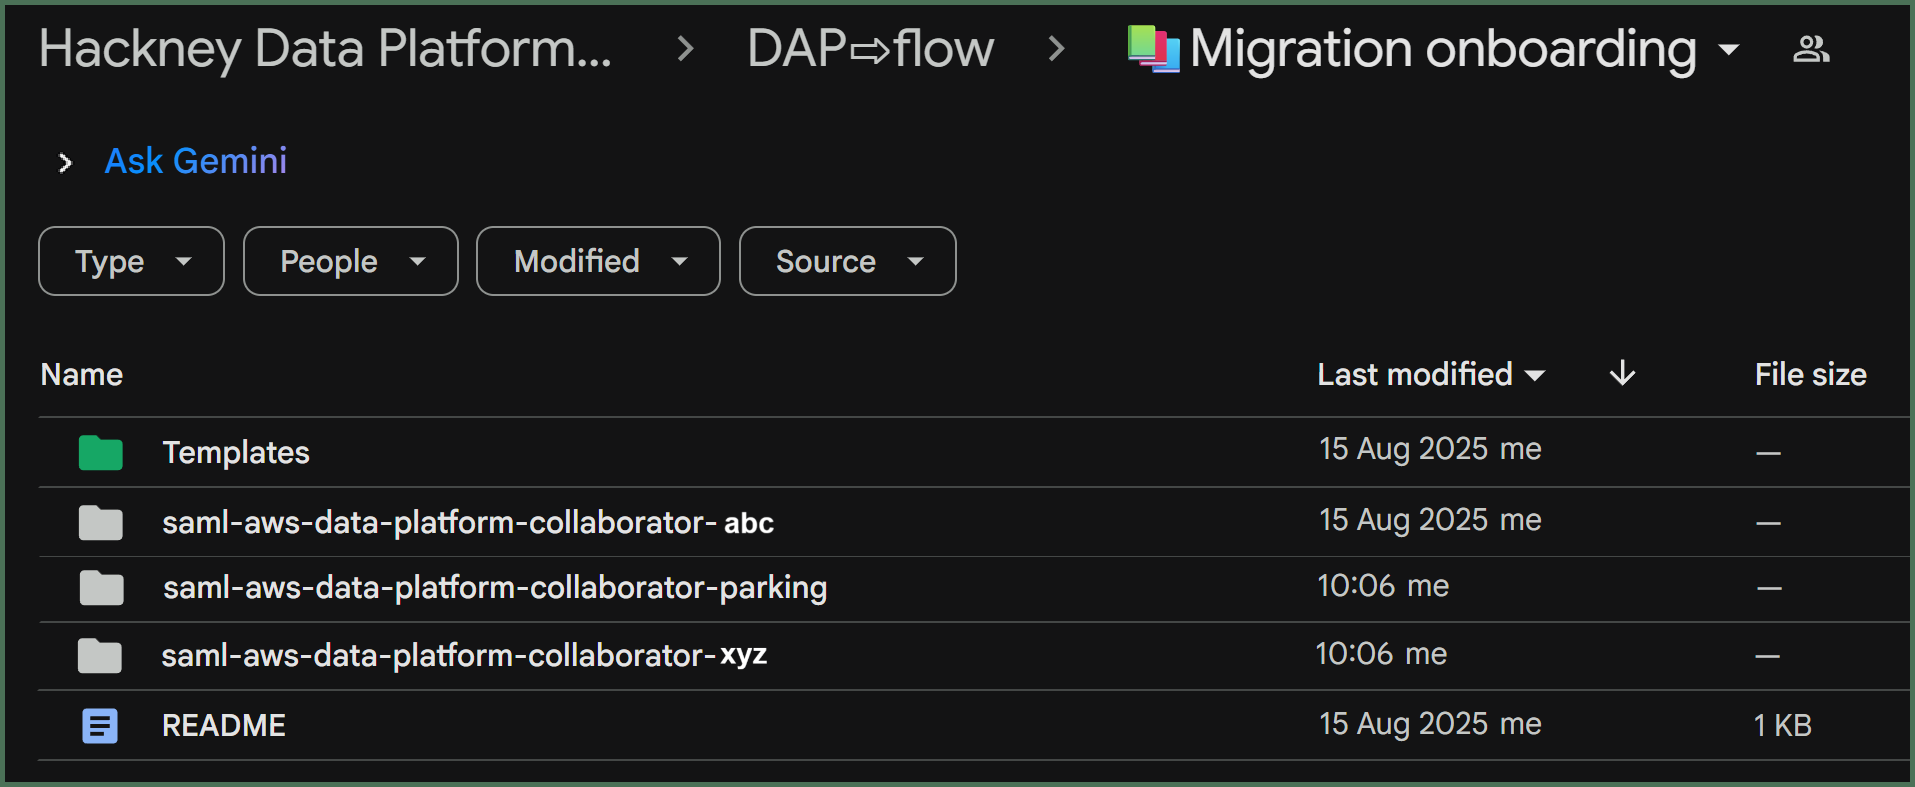 Hackney Data Platform... > DAP⇨flow > 📚 Migration onboarding
Ask Gemini
Type People Modified Source
Name Last modified File size
Templates 15 Aug 2025 me —
saml-aws-data-platform-collaborator- abc 15 Aug 2025 me —
saml-aws-data-platform-collaborator-parking 10:06 me —
saml-aws-data-platform-collaborator-xyz 10:06 me —
README 15 Aug 2025 me 1 KB